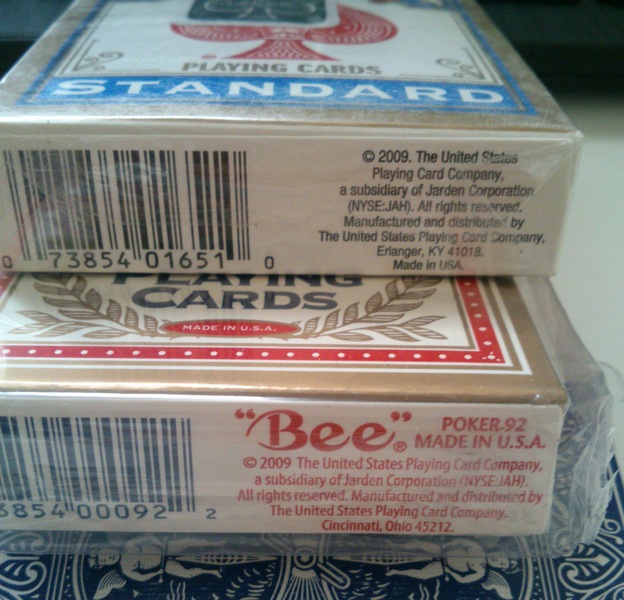 PLAYING CARDS
STANDARD
© 2009. The United States
Playing Card Company,
a subsidiary of Jarden Corporation
(NYSE:JAH). All rights reserved.
Manufactured and distributed by
The United States Playing Card Company,
Erlanger, KY 41018.
Made in USA.
0 73854 01651 0
PLAYING
CARDS
MADE IN U.S.A.
"Bee"®
POKER-92
MADE IN U.S.A.
© 2009 The United States Playing Card Company,
a subsidiary of Jarden Corporation (NYSE:JAH).
All rights reserved. Manufactured and distributed by
The United States Playing Card Company.
Cincinnati, Ohio 45212.
3854 00092 2